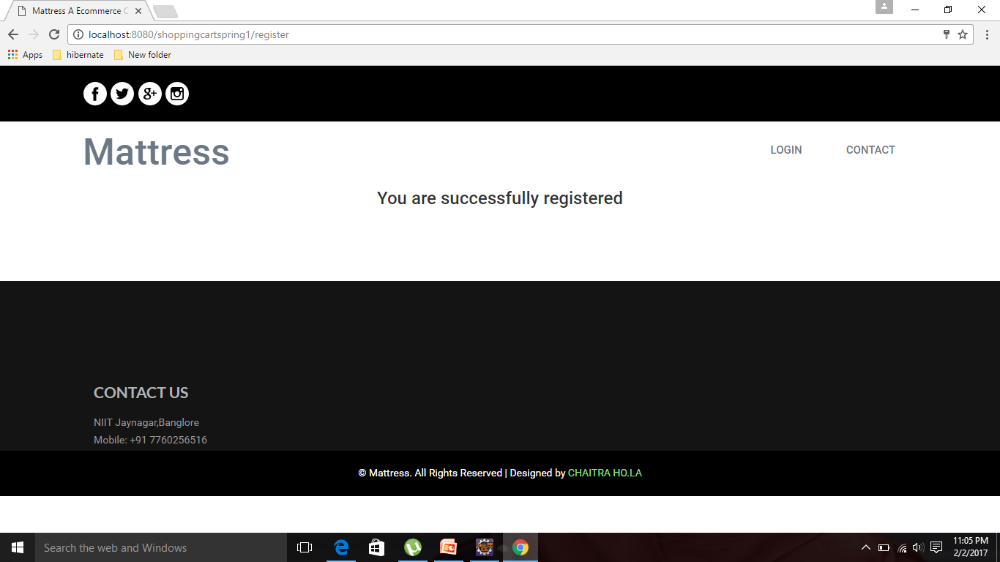 Mattress A Ecommerce C
localhost:8080/shoppingcartspring1/register
Apps hibernate New folder
Mattress
LOGIN CONTACT
You are successfully registered
CONTACT US
NIIT Jaynagar,Banglore
Mobile: +91 7760256516
© Mattress. All Rights Reserved | Designed by CHAITRA HO.LA
Search the web and Windows
11:05 PM
2/2/2017